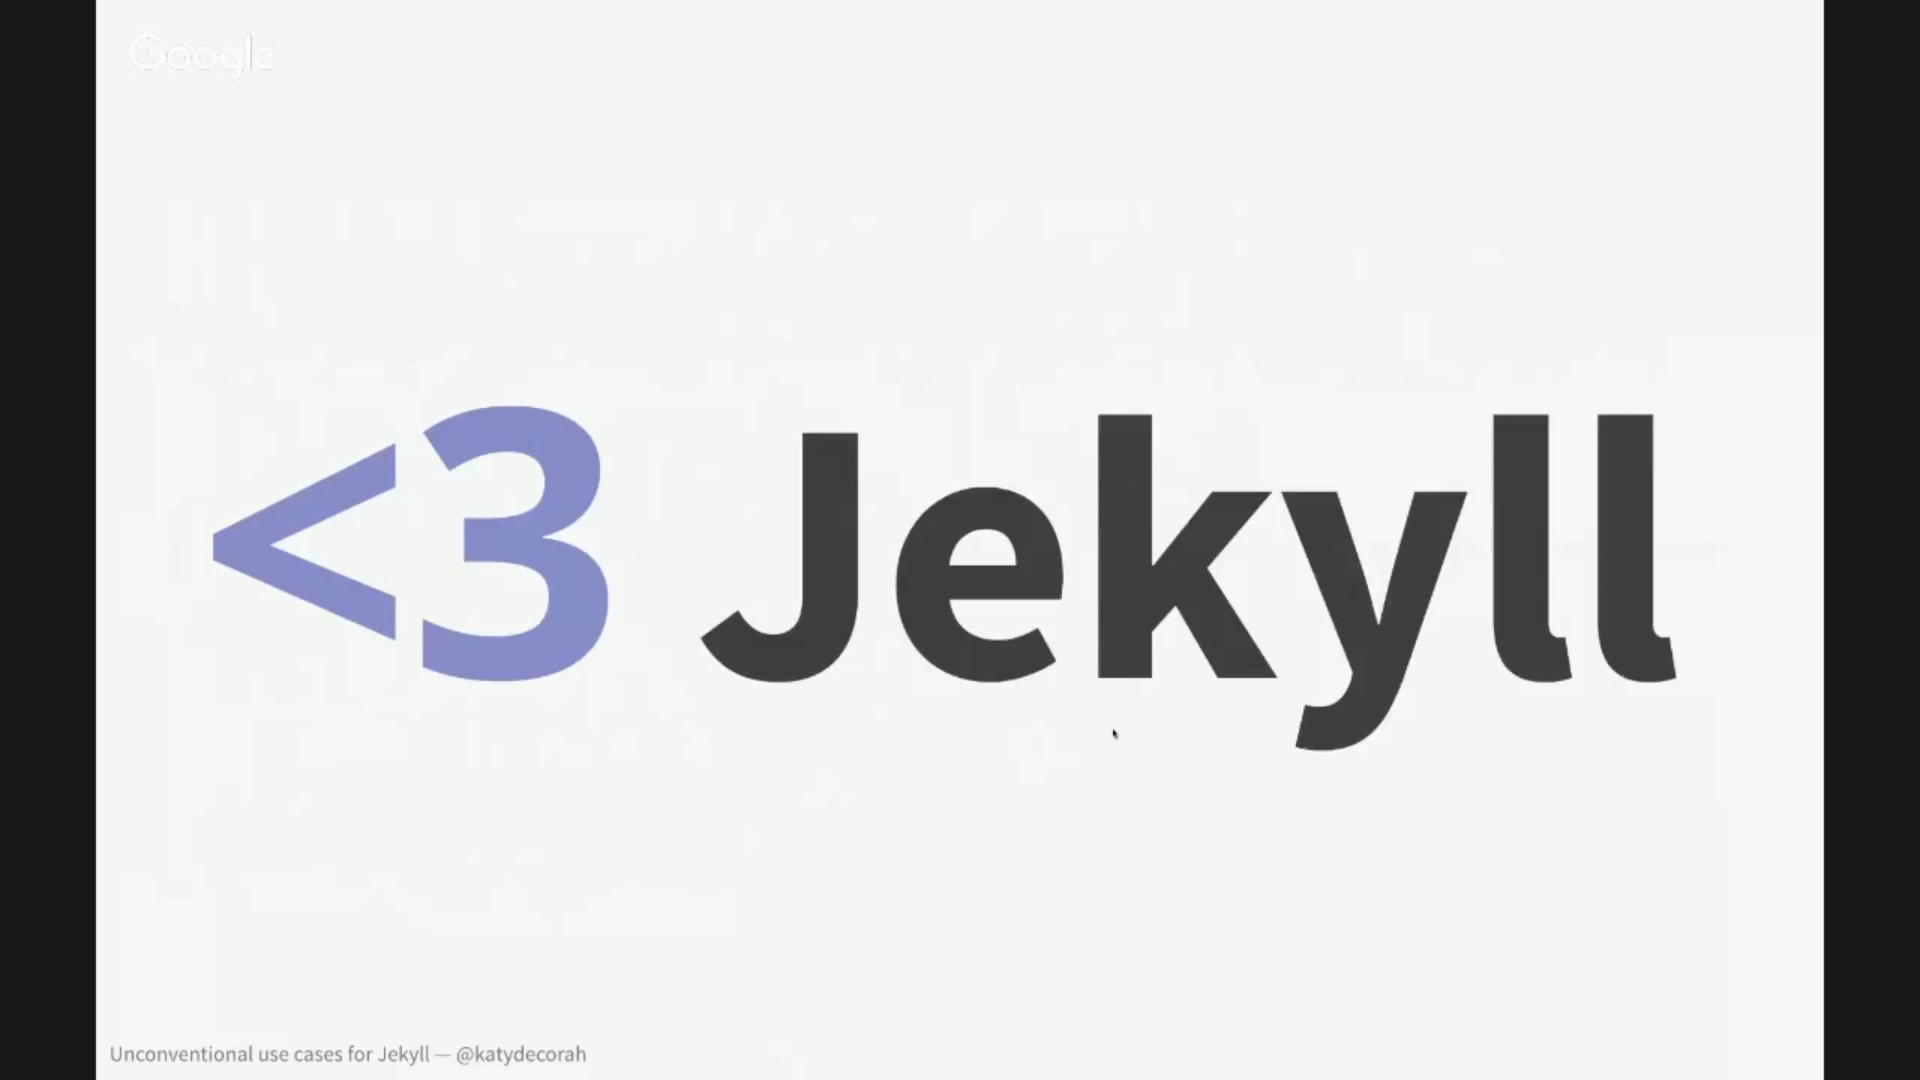 Google
<3 Jekyll
Unconventional use cases for Jekyll — @katydecorah